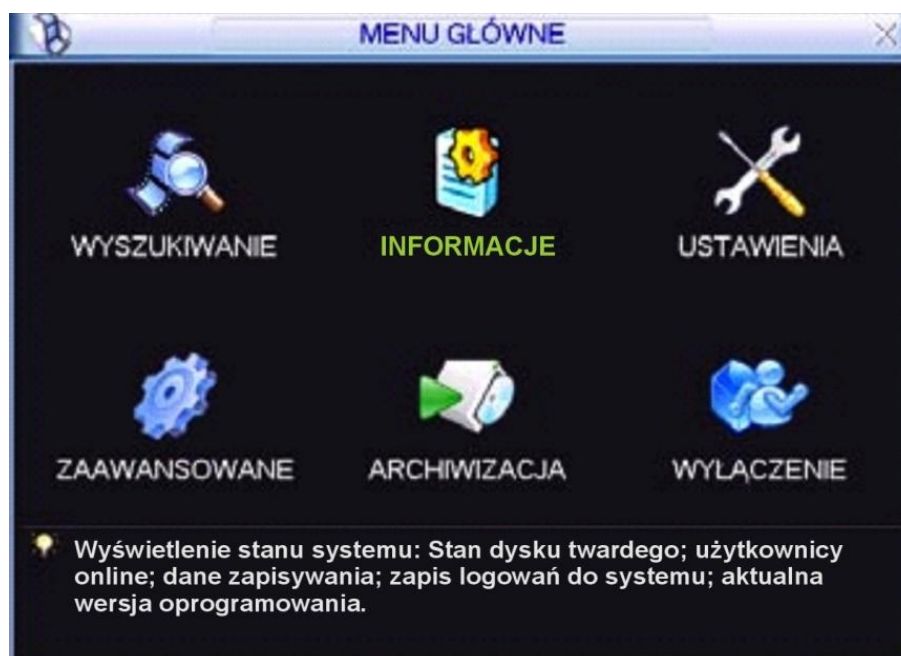 MENU GŁÓWNE
WYSZUKIWANIE
INFORMACJE
USTAWIENIA
ZAAWANSOWANE
ARCHIWIZACJA
WYŁĄCZENIE
Wyświetlenie stanu systemu: Stan dysku twardego; użytkownicy
online; dane zapisywania; zapis logowań do systemu; aktualna
wersja oprogramowania.